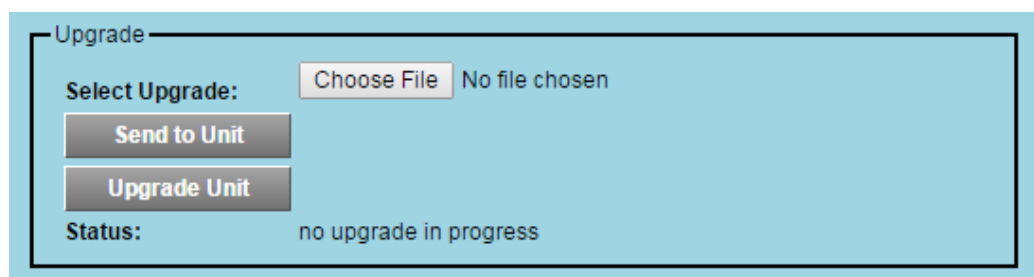 Upgrade
Select Upgrade: Choose File No file chosen
Send to Unit
Upgrade Unit
Status: no upgrade in progress